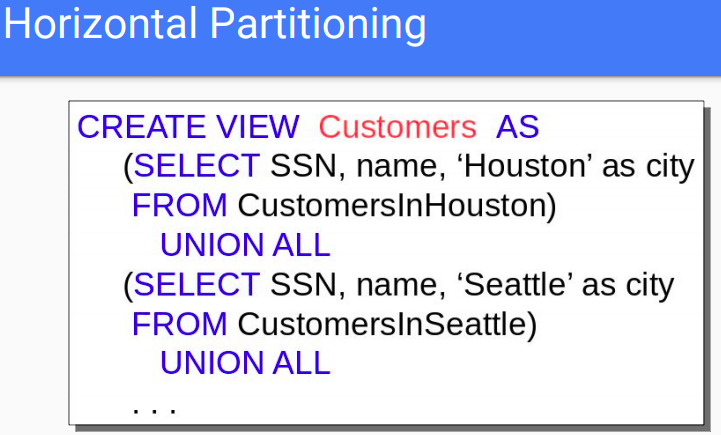 Horizontal Partitioning
CREATE VIEW Customers AS
(SELECT SSN, name, ‘Houston’ as city
FROM CustomersInHouston)
UNION ALL
(SELECT SSN, name, ‘Seattle’ as city
FROM CustomersInSeattle)
UNION ALL
. . .